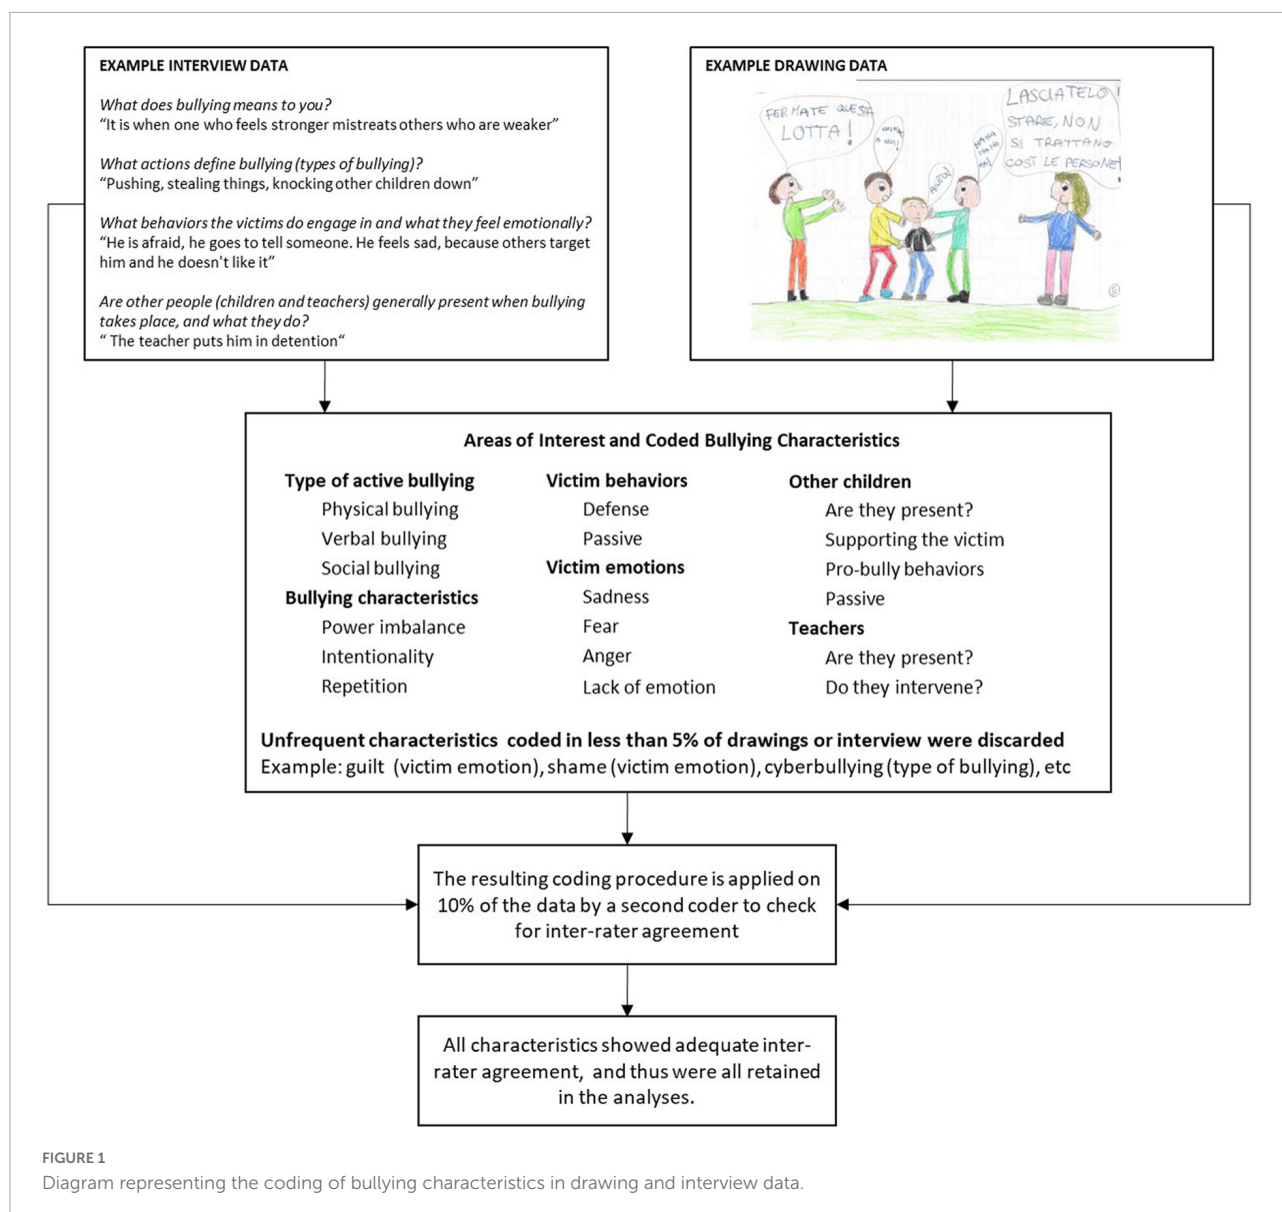 EXAMPLE INTERVIEW DATA
What does bullying means to you?
“It is when one who feels stronger mistreats others who are weaker”
What actions define bullying (types of bullying)?
“Pushing, stealing things, knocking other children down”
What behaviors the victims do engage in and what they feel emotionally?
“He is afraid, he goes to tell someone. He feels sad, because others target
him and he doesn't like it”
Are other people (children and teachers) generally present when bullying
takes place, and what they do?
“ The teacher puts him in detention“
EXAMPLE DRAWING DATA
FERMATE QUESA
LOTTA!
A NOI!
AIUTO!
HAHA
HAHA
HA!
LASCIATELO
STARE, NON
SI TRATTANO
COSÌ LE PERSONE!
Areas of Interest and Coded Bullying Characteristics
Type of active bullying
Physical bullying
Verbal bullying
Social bullying
Bullying characteristics
Power imbalance
Intentionality
Repetition
Victim behaviors
Defense
Passive
Victim emotions
Sadness
Fear
Anger
Lack of emotion
Other children
Are they present?
Supporting the victim
Pro-bully behaviors
Passive
Teachers
Are they present?
Do they intervene?
Unfrequent characteristics coded in less than 5% of drawings or interview were discarded
Example: guilt (victim emotion), shame (victim emotion), cyberbullying (type of bullying), etc
The resulting coding procedure is applied on
10% of the data by a second coder to check
for inter-rater agreement
All characteristics showed adequate inter-
rater agreement, and thus were all retained
in the analyses.
FIGURE 1
Diagram representing the coding of bullying characteristics in drawing and interview data.